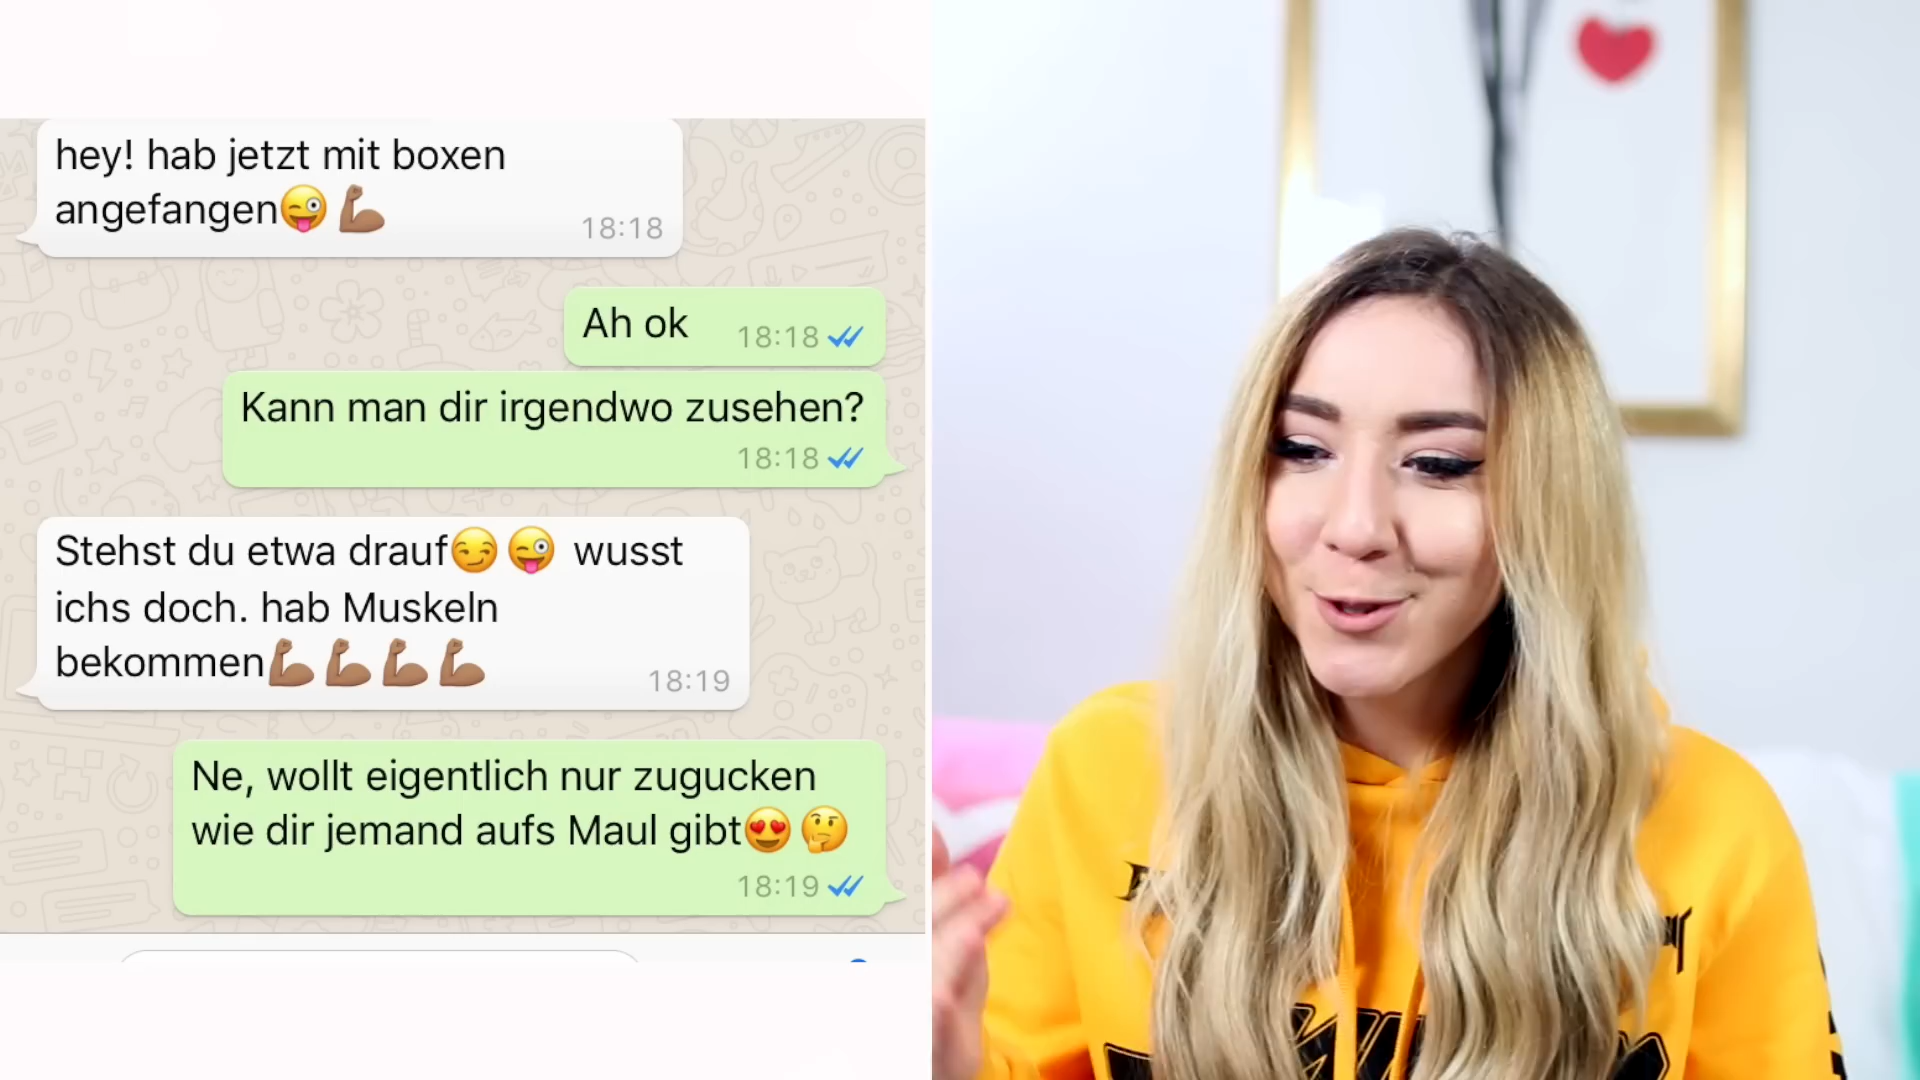 hey! hab jetzt mit boxen
angefangen😜💪🏽
18:18
Ah ok
18:18
Kann man dir irgendwo zusehen?
18:18
Stehst du etwa drauf😏😜 wusst
ichs doch. hab Muskeln
bekommen💪🏽💪🏽💪🏽💪🏽
18:19
Ne, wollt eigentlich nur zugucken
wie dir jemand aufs Maul gibt😍🤔
18:19